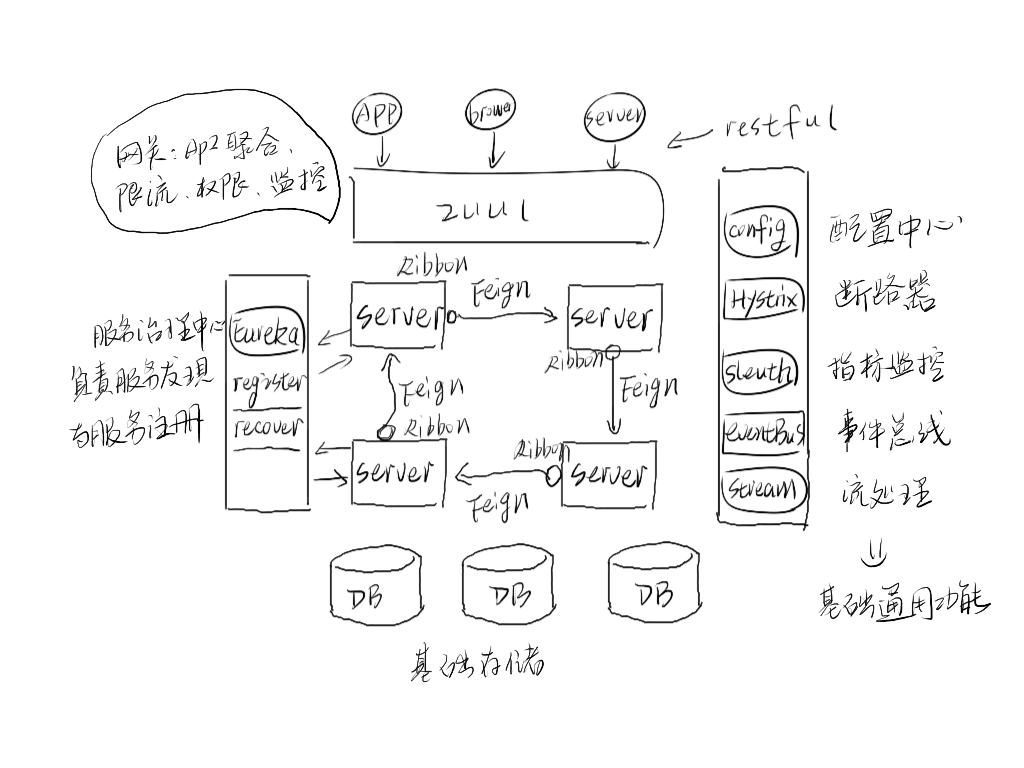 APP
brower
server
restful
网关:Api聚合、
限流、权限、监控
zuul
config
配置中心
Ribbon
Feign
server
server
Hystrix
断路器
服务治理中心
Eureka
负责服务发现
register
与服务注册
recover
Ribbon
Feign
Feign
sleuth
指标监控
Ribbon
Ribbon
eventBus
事件总线
server
server
Feign
stream
流处理
DB
DB
DB
基础通用功能
基础存储